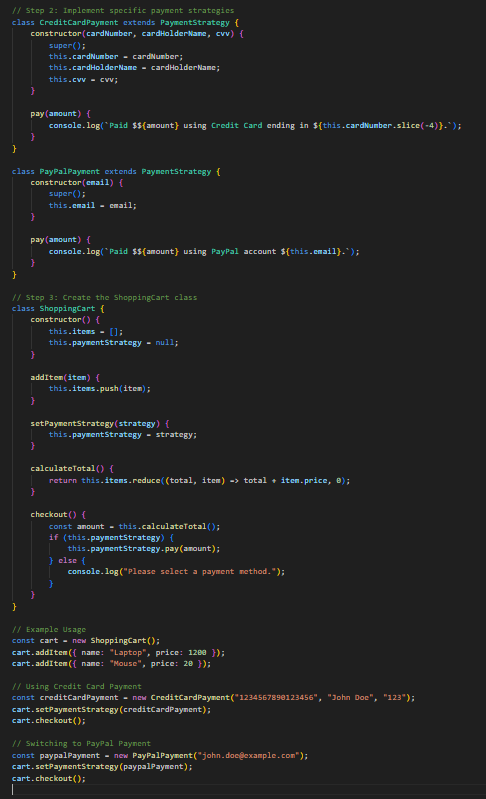 // Step 2: Implement specific payment strategies
class CreditCardPayment extends PaymentStrategy {
    constructor(cardNumber, cardHolderName, cvv) {
        super();
        this.cardNumber = cardNumber;
        this.cardHolderName = cardHolderName;
        this.cvv = cvv;
    }

    pay(amount) {
        console.log(`Paid $${amount} using Credit Card ending in ${this.cardNumber.slice(-4)}.`);
    }
}

class PayPalPayment extends PaymentStrategy {
    constructor(email) {
        super();
        this.email = email;
    }

    pay(amount) {
        console.log(`Paid $${amount} using PayPal account ${this.email}.`);
    }
}

// Step 3: Create the ShoppingCart class
class ShoppingCart {
    constructor() {
        this.items = [];
        this.paymentStrategy = null;
    }

    addItem(item) {
        this.items.push(item);
    }

    setPaymentStrategy(strategy) {
        this.paymentStrategy = strategy;
    }

    calculateTotal() {
        return this.items.reduce((total, item) => total + item.price, 0);
    }

    checkout() {
        const amount = this.calculateTotal();
        if (this.paymentStrategy) {
            this.paymentStrategy.pay(amount);
        } else {
            console.log("Please select a payment method.");
        }
    }
}

// Example Usage
const cart = new ShoppingCart();
cart.addItem({ name: "Laptop", price: 1200 });
cart.addItem({ name: "Mouse", price: 20 });

// Using Credit Card Payment
const creditCardPayment = new CreditCardPayment("1234567890123456", "John Doe", "123");
cart.setPaymentStrategy(creditCardPayment);
cart.checkout();

// Switching to PayPal Payment
const paypalPayment = new PayPalPayment("john.doe@example.com");
cart.setPaymentStrategy(paypalPayment);
cart.checkout();